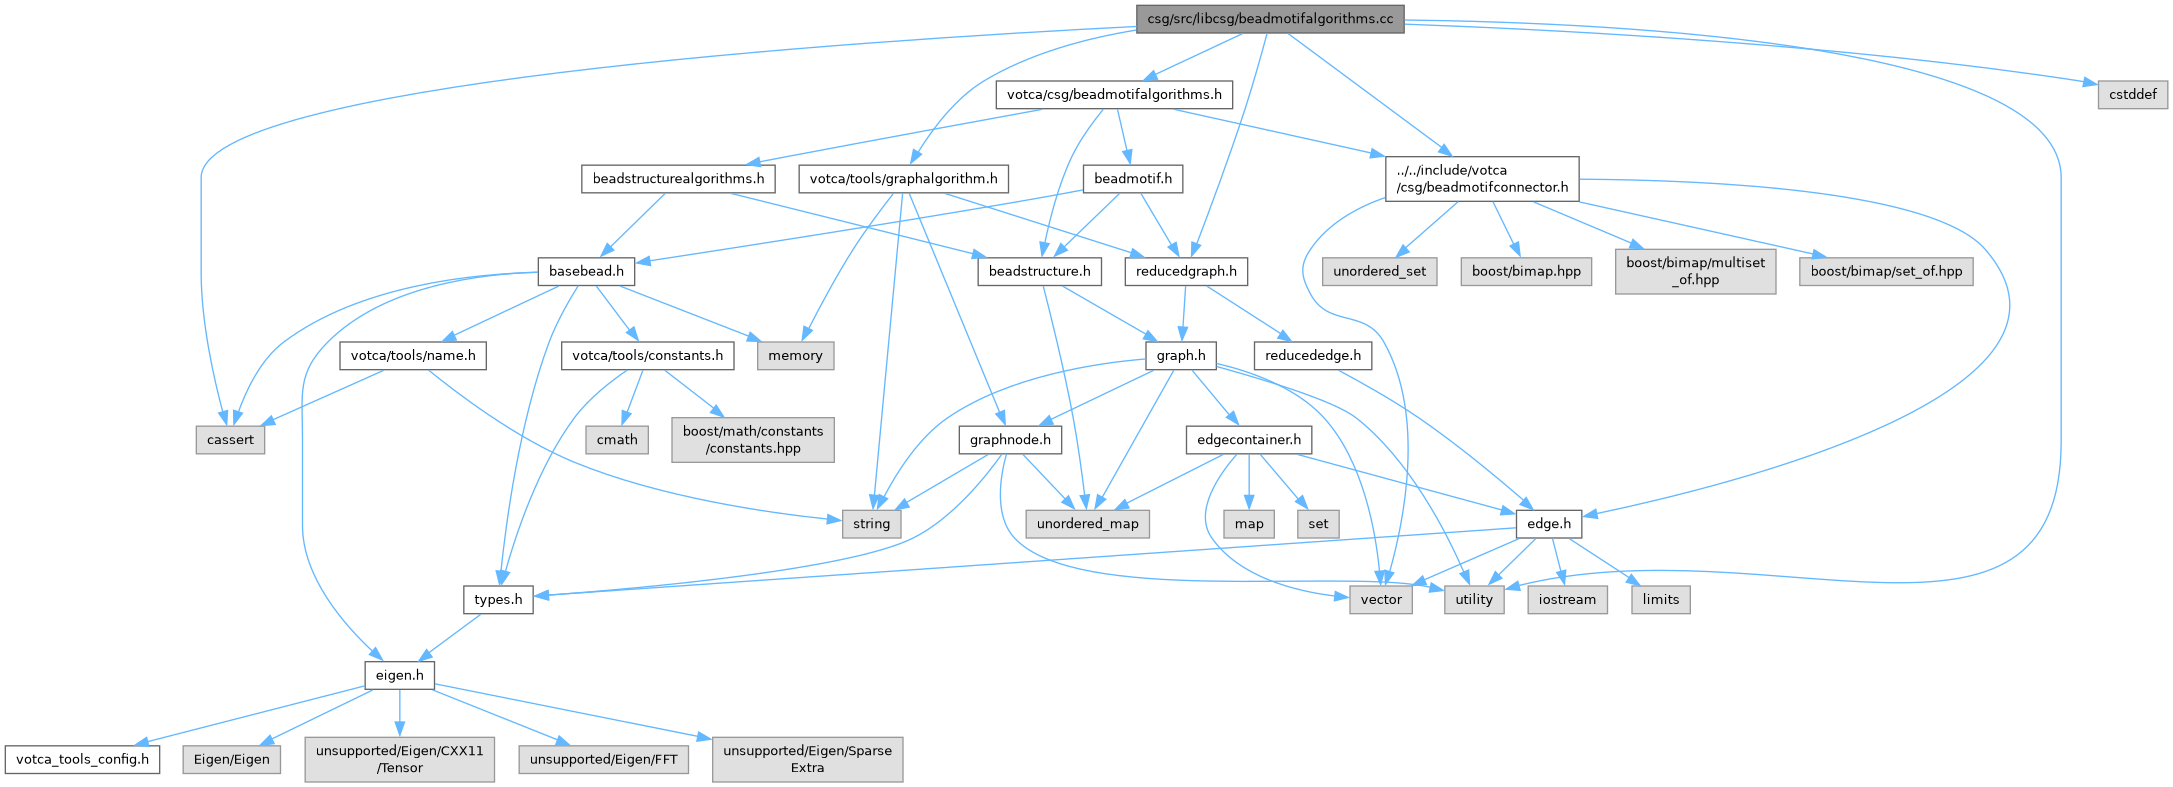 csg/src/libcsg/beadmotifalgorithms.cc
votca/csg/beadmotifalgorithms.h
cstddef
beadstructurealgorithms.h
votca/tools/graphalgorithm.h
beadmotif.h
../../include/votca
/csg/beadmotifconnector.h
basebead.h
beadstructure.h
reducedgraph.h
unordered_set
boost/bimap.hpp
boost/bimap/multiset
_of.hpp
boost/bimap/set_of.hpp
votca/tools/name.h
votca/tools/constants.h
memory
graph.h
reducededge.h
cassert
cmath
boost/math/constants
/constants.hpp
graphnode.h
edgecontainer.h
string
unordered_map
map
set
edge.h
types.h
vector
utility
iostream
limits
eigen.h
votca_tools_config.h
Eigen/Eigen
unsupported/Eigen/CXX11
/Tensor
unsupported/Eigen/FFT
unsupported/Eigen/Sparse
Extra